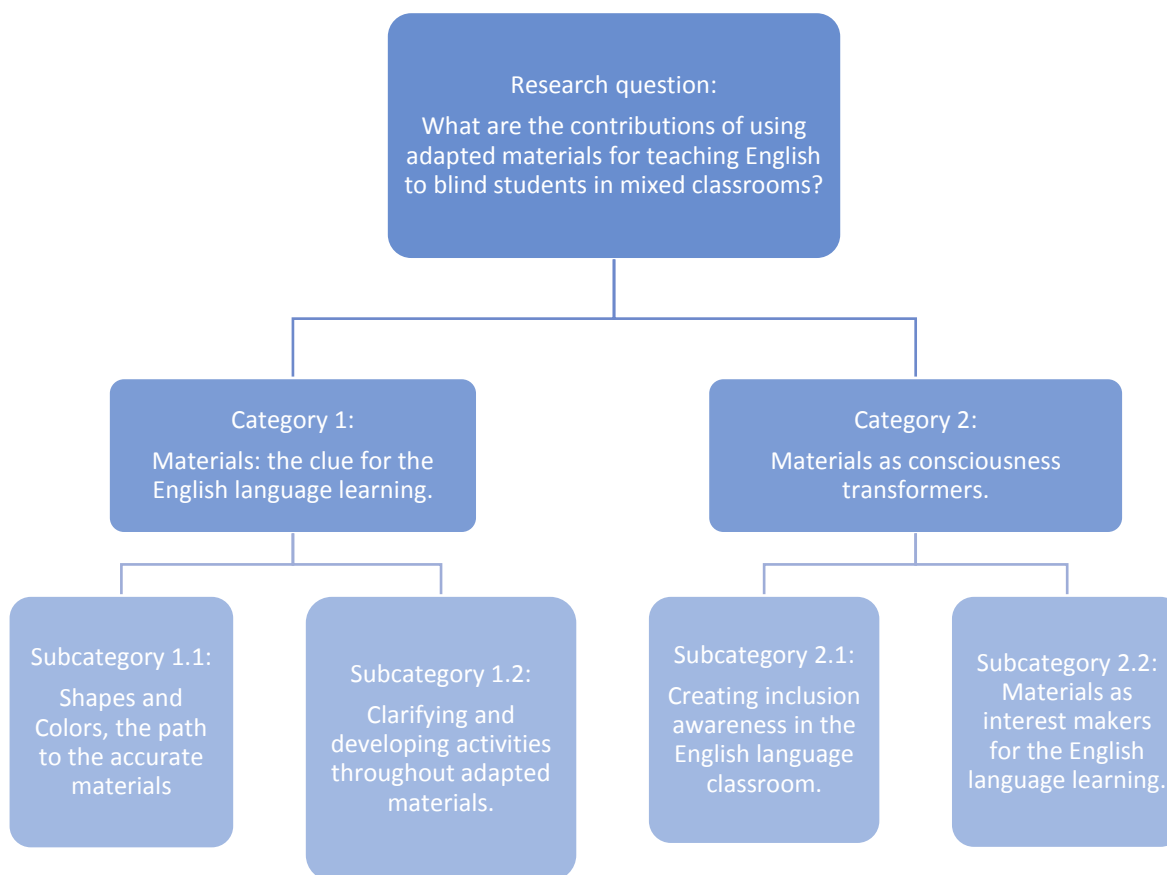 Research question:
What are the contributions of using
adapted materials for teaching English
to blind students in mixed classrooms?
Category 1:
Materials: the clue for the
English language learning.
Category 2:
Materials as consciousness
transformers.
Subcategory 1.1:
Shapes and
Colors, the path
to the accurate
materials
Subcategory 1.2:
Clarifying and
developing activities
throughout adapted
materials.
Subcategory 2.1:
Creating inclusion
awareness in the
English language
classroom.
Subcategory 2.2:
Materials as
interest makers
for the English
language learning.